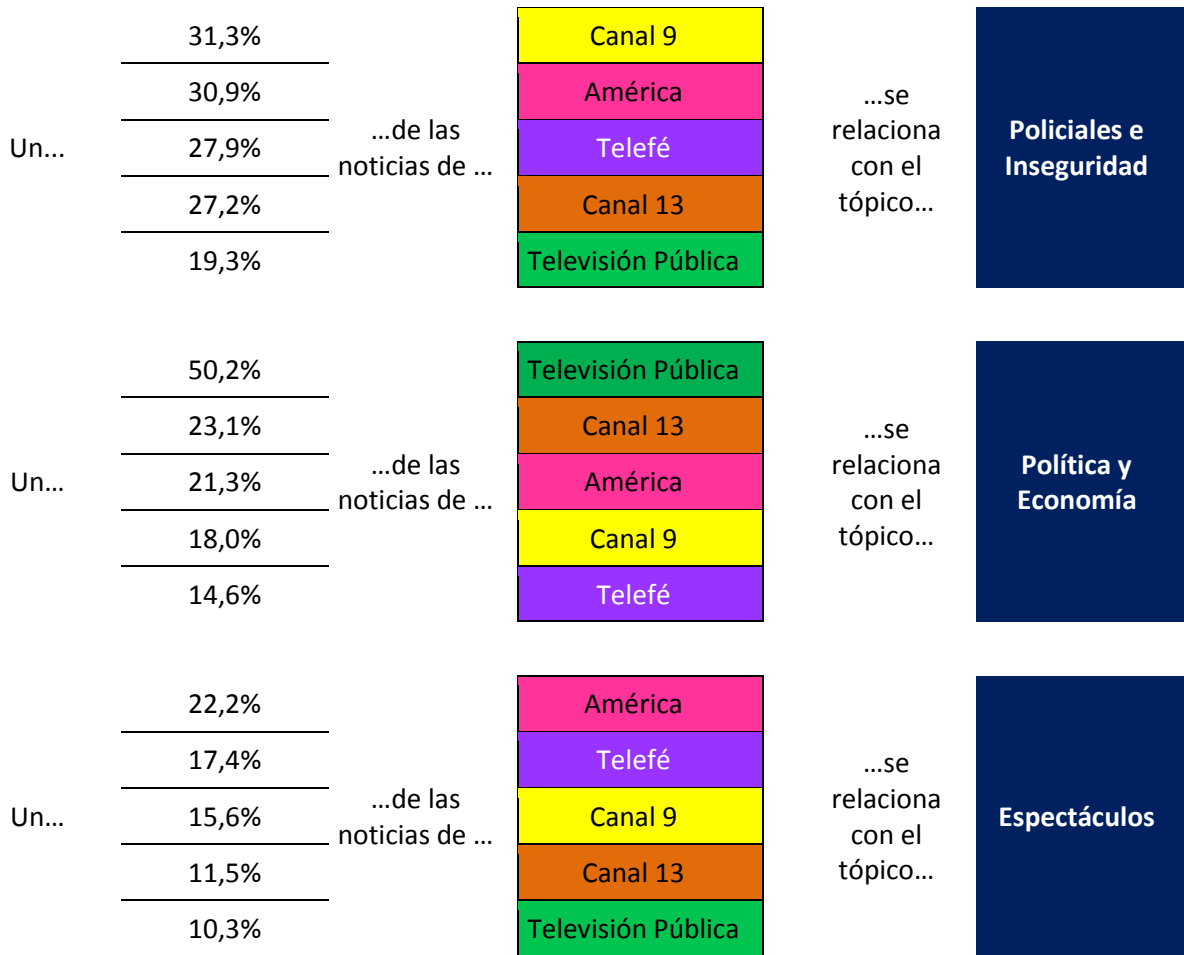 Un...
31,3%
30,9%
27,9%
27,2%
19,3%
...de las
noticias de ...
Canal 9
América
Telefé
Canal 13
Televisión Pública
...se
relaciona
con el
tópico...
Policiales e
Inseguridad
Un...
50,2%
23,1%
21,3%
18,0%
14,6%
...de las
noticias de ...
Televisión Pública
Canal 13
América
Canal 9
Telefé
...se
relaciona
con el
tópico...
Política y
Economía
Un...
22,2%
17,4%
15,6%
11,5%
10,3%
...de las
noticias de ...
América
Telefé
Canal 9
Canal 13
Televisión Pública
...se
relaciona
con el
tópico...
Espectáculos